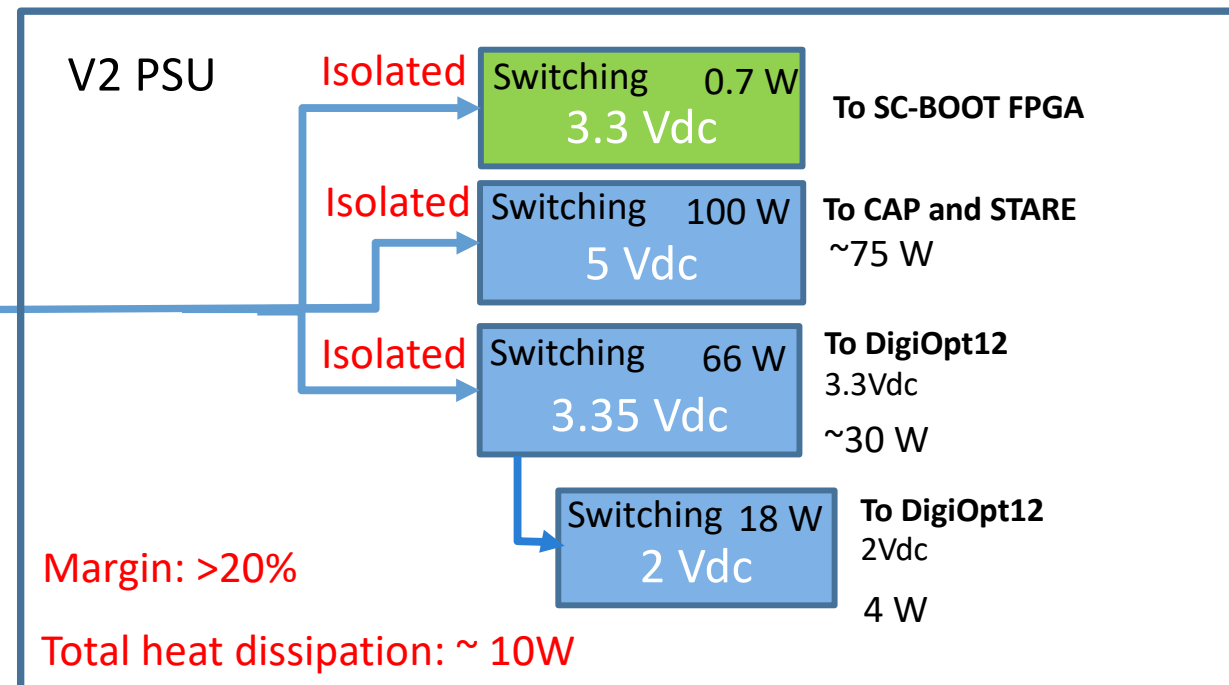 V2 PSU
Isolated
Switching 0.7 W
3.3 Vdc
To SC-BOOT FPGA
Isolated
Switching 100 W
5 Vdc
To CAP and STARE
~75 W
Isolated
Switching 66 W
3.35 Vdc
To DigiOpt12
3.3Vdc
~30 W
Switching 18 W
2 Vdc
To DigiOpt12
2Vdc
4 W
Margin: >20%
Total heat dissipation: ~ 10W